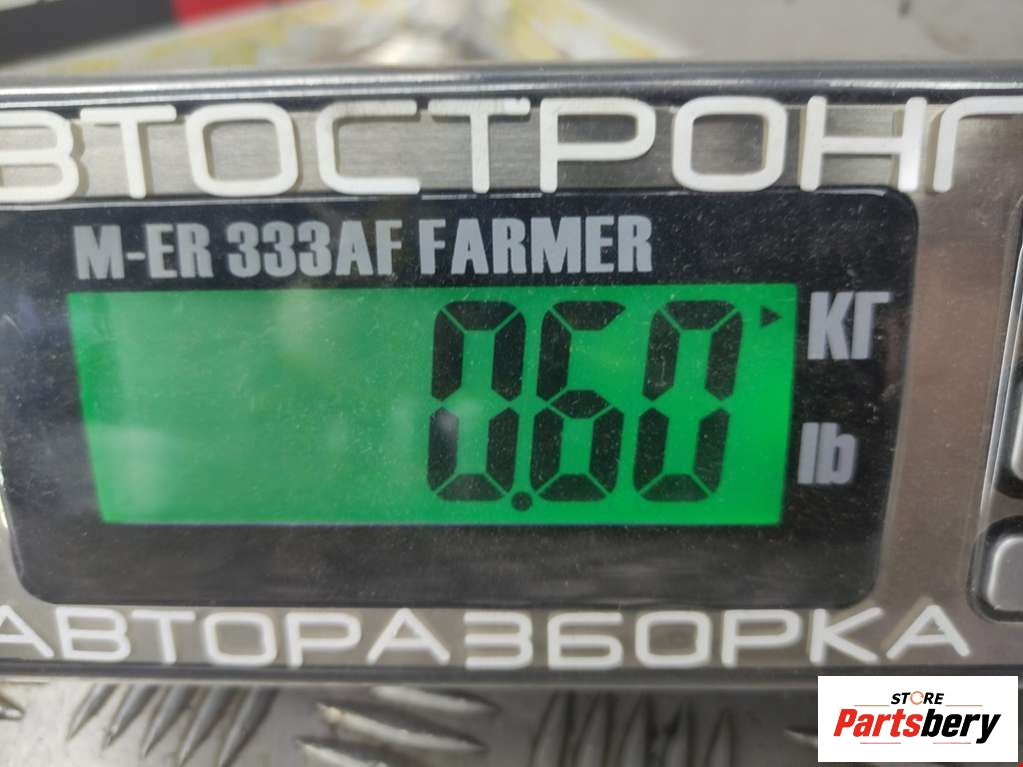 ВТОСТРОНГ
M-ER 333AF FARMER
0.60
КГ
lb
АВТОРАЗБОРКА
STORE
Partsbery